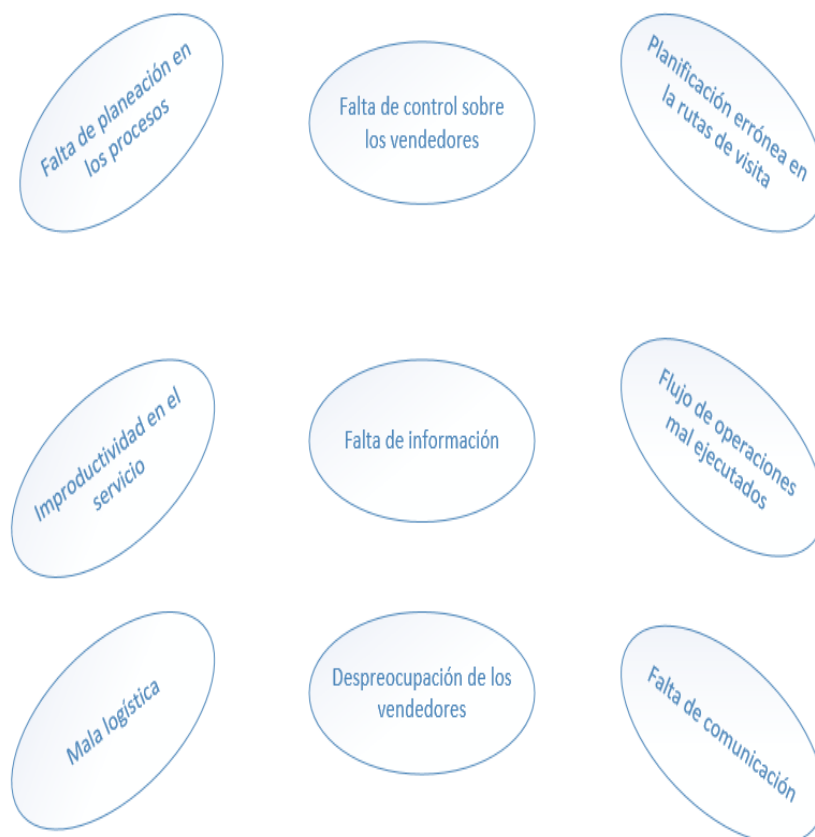 Falta de planeación en
los procesos
Falta de control sobre
los vendedores
Planificación errónea en
la rutas de visita
Improductividad en el
servicio
Falta de información
Flujo de operaciones
mal ejecutados
Mala logística
Despreocupación de los
vendedores
Falta de comunicación